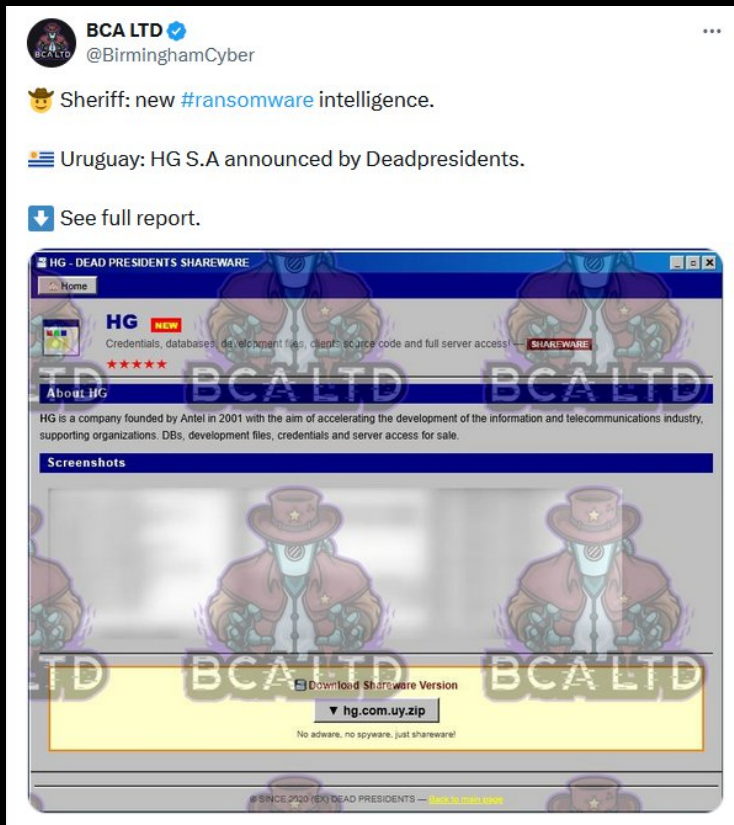 BCA LTD
@BirminghamCyber
Sheriff: new #ransomware intelligence.
Uruguay: HG S.A announced by Deadpresidents.
See full report.
HG - DEAD PRESIDENTS SHAREWARE
Home
HG NEW
Credentials, databases, development files, clients source code and full server access! — SHAREWARE
BCA LTD
About HG
HG is a company founded by Antel in 2001 with the aim of accelerating the development of the information and telecommunications industry,
supporting organizations. DBs, development files, credentials and server access for sale.
Screenshots
BCA LTD
Download Shareware Version
▼ hg.com.uy.zip
No adware, no spyware, just shareware!
© SINCE 2020 (EX) DEAD PRESIDENTS — Back to main page